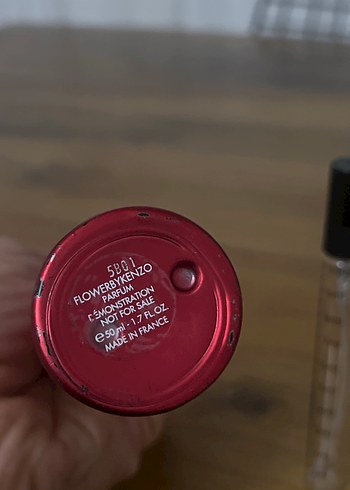 5B01
FLOWERBYKENZO
PARFUM
DÉMONSTRATION
NOT FOR SALE
℮50 ml - 1.7 FL.OZ.
MADE IN FRANCE